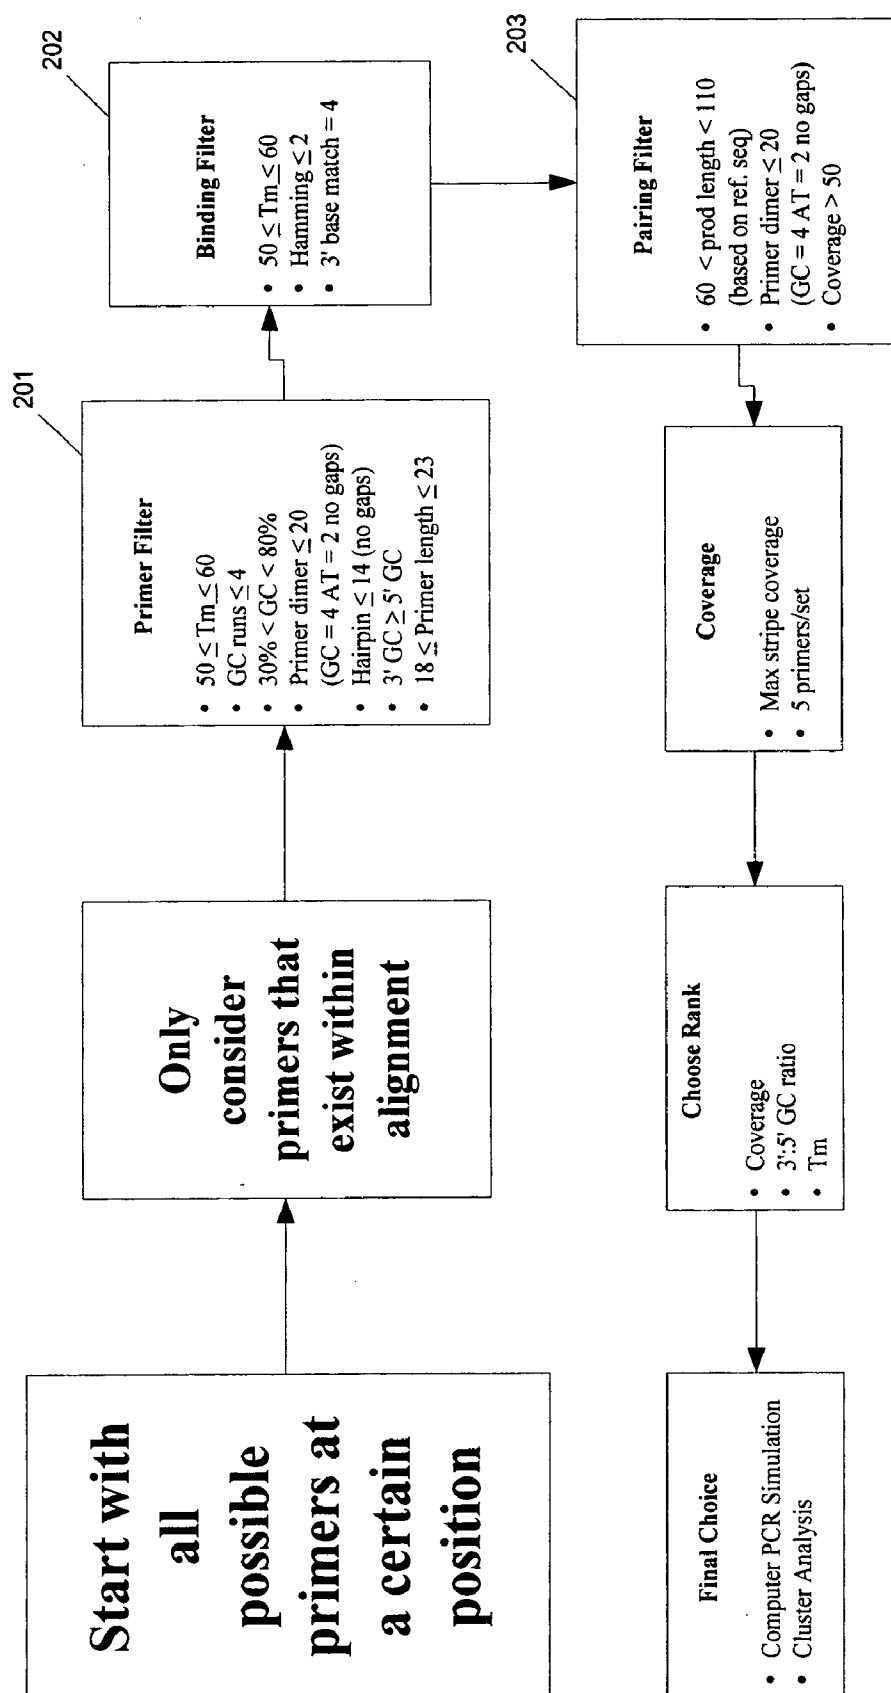 Start with
all
possible
primers at
a certain
position
Only
consider
primers that
exist within
alignment
201
Primer Filter
• 50 ≤ Tm ≤ 60
• GC runs ≤ 4
• 30% < GC < 80%
• Primer dimer ≤ 20
(GC = 4 AT = 2 no gaps)
• Hairpin ≤ 14 (no gaps)
• 3' GC ≥ 5' GC
• 18 ≤ Primer length ≤ 23
202
Binding Filter
• 50 ≤ Tm ≤ 60
• Hamming ≤ 2
• 3' base match = 4
203
Pairing Filter
• 60 < prod length < 110
(based on ref. seq)
• Primer dimer ≤ 20
(GC = 4 AT = 2 no gaps)
• Coverage > 50
Coverage
• Max stripe coverage
• 5 primers/set
Choose Rank
• Coverage
• 3':5' GC ratio
• Tm
Final Choice
• Computer PCR Simulation
• Cluster Analysis